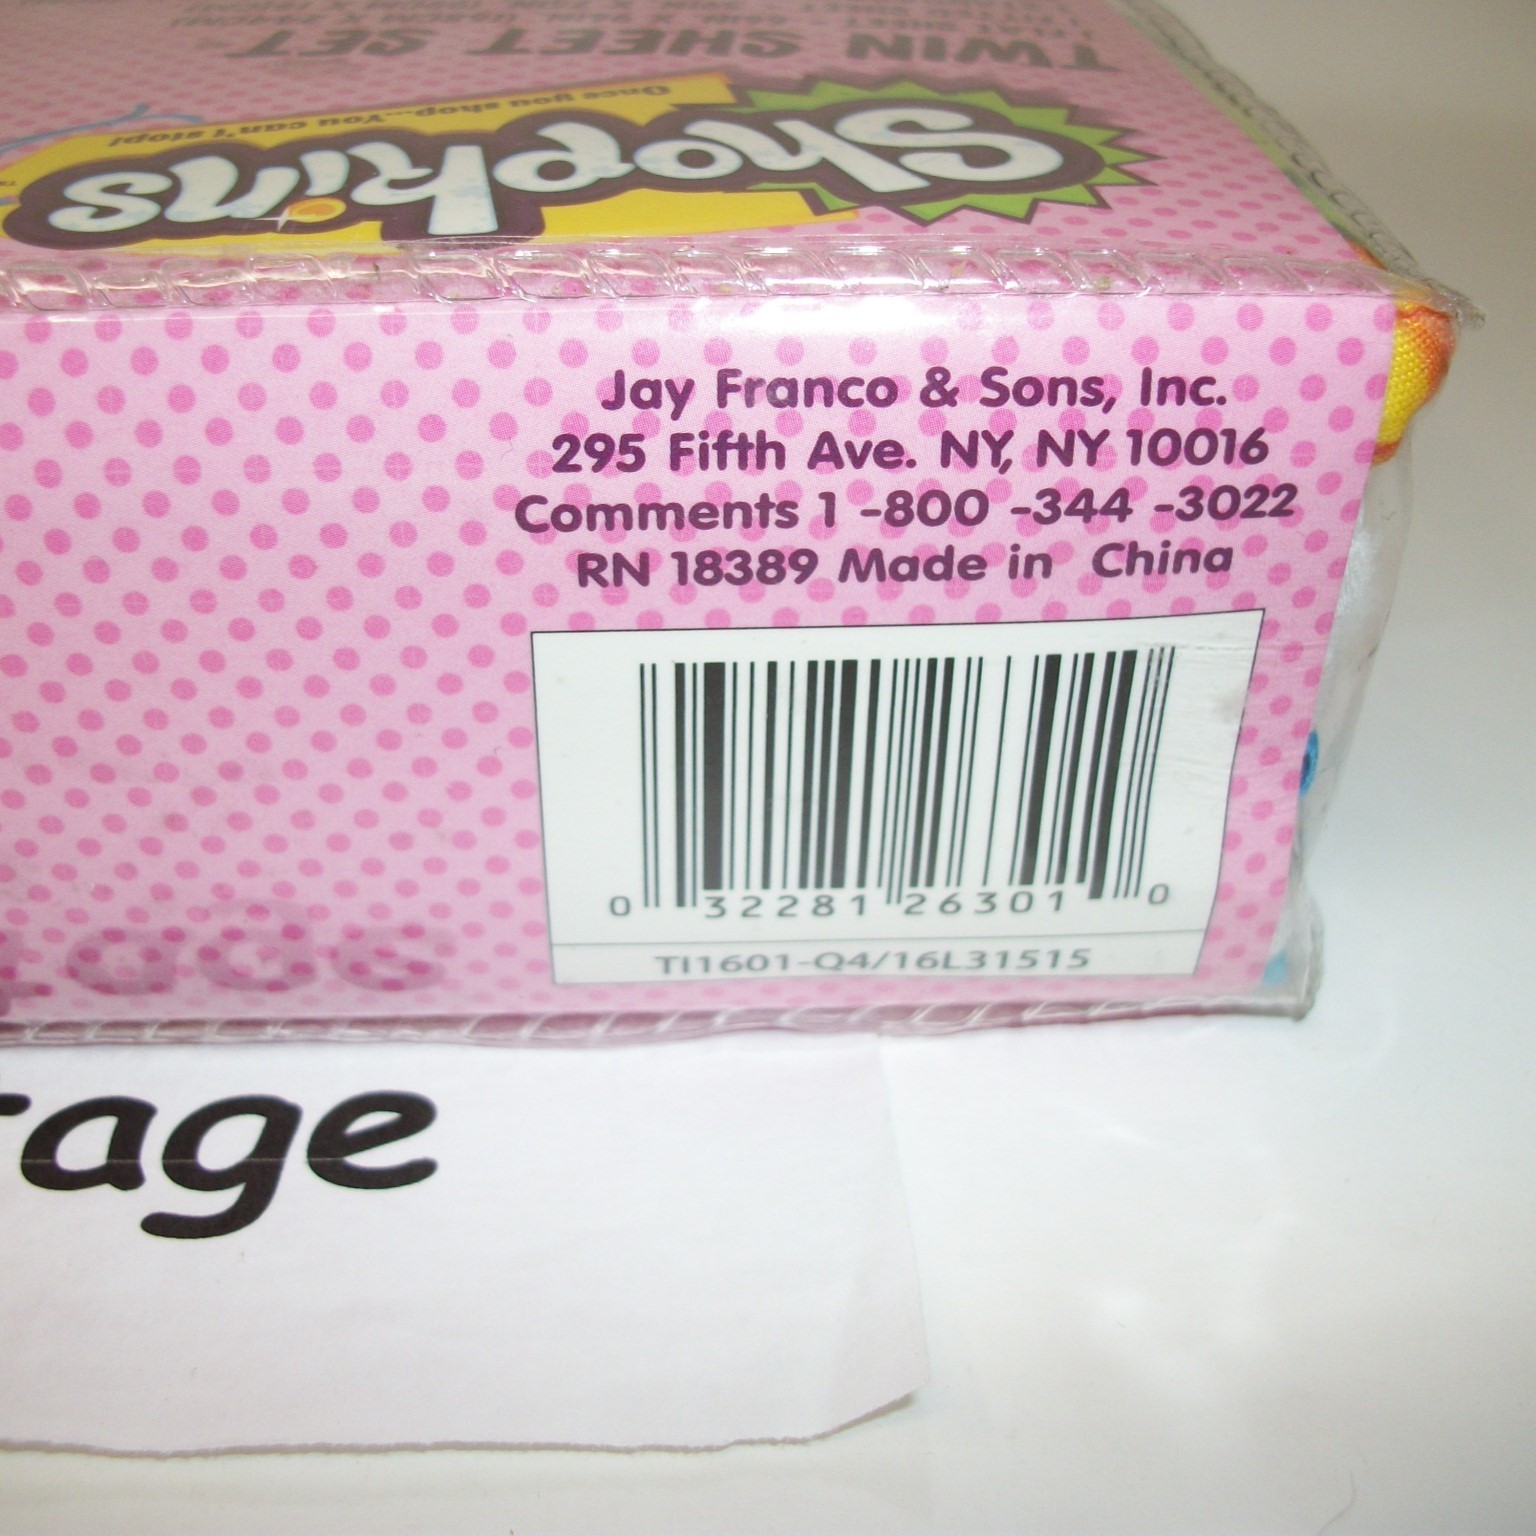 TWIN SHEET SET
Shopkins
Once you shop...You can't stop!
Jay Franco & Sons, Inc.
295 Fifth Ave. NY, NY 10016
Comments 1 -800 -344 -3022
RN 18389 Made in China
0 32281 26301 0
TI1601-Q4/16L31515
rage